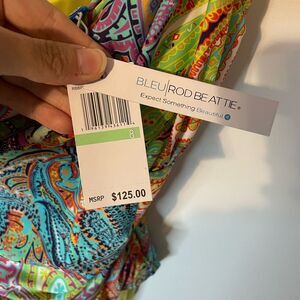 BLEU|ROD BEATTIE®
Expect Something Beautiful
8
MSRP $125.00